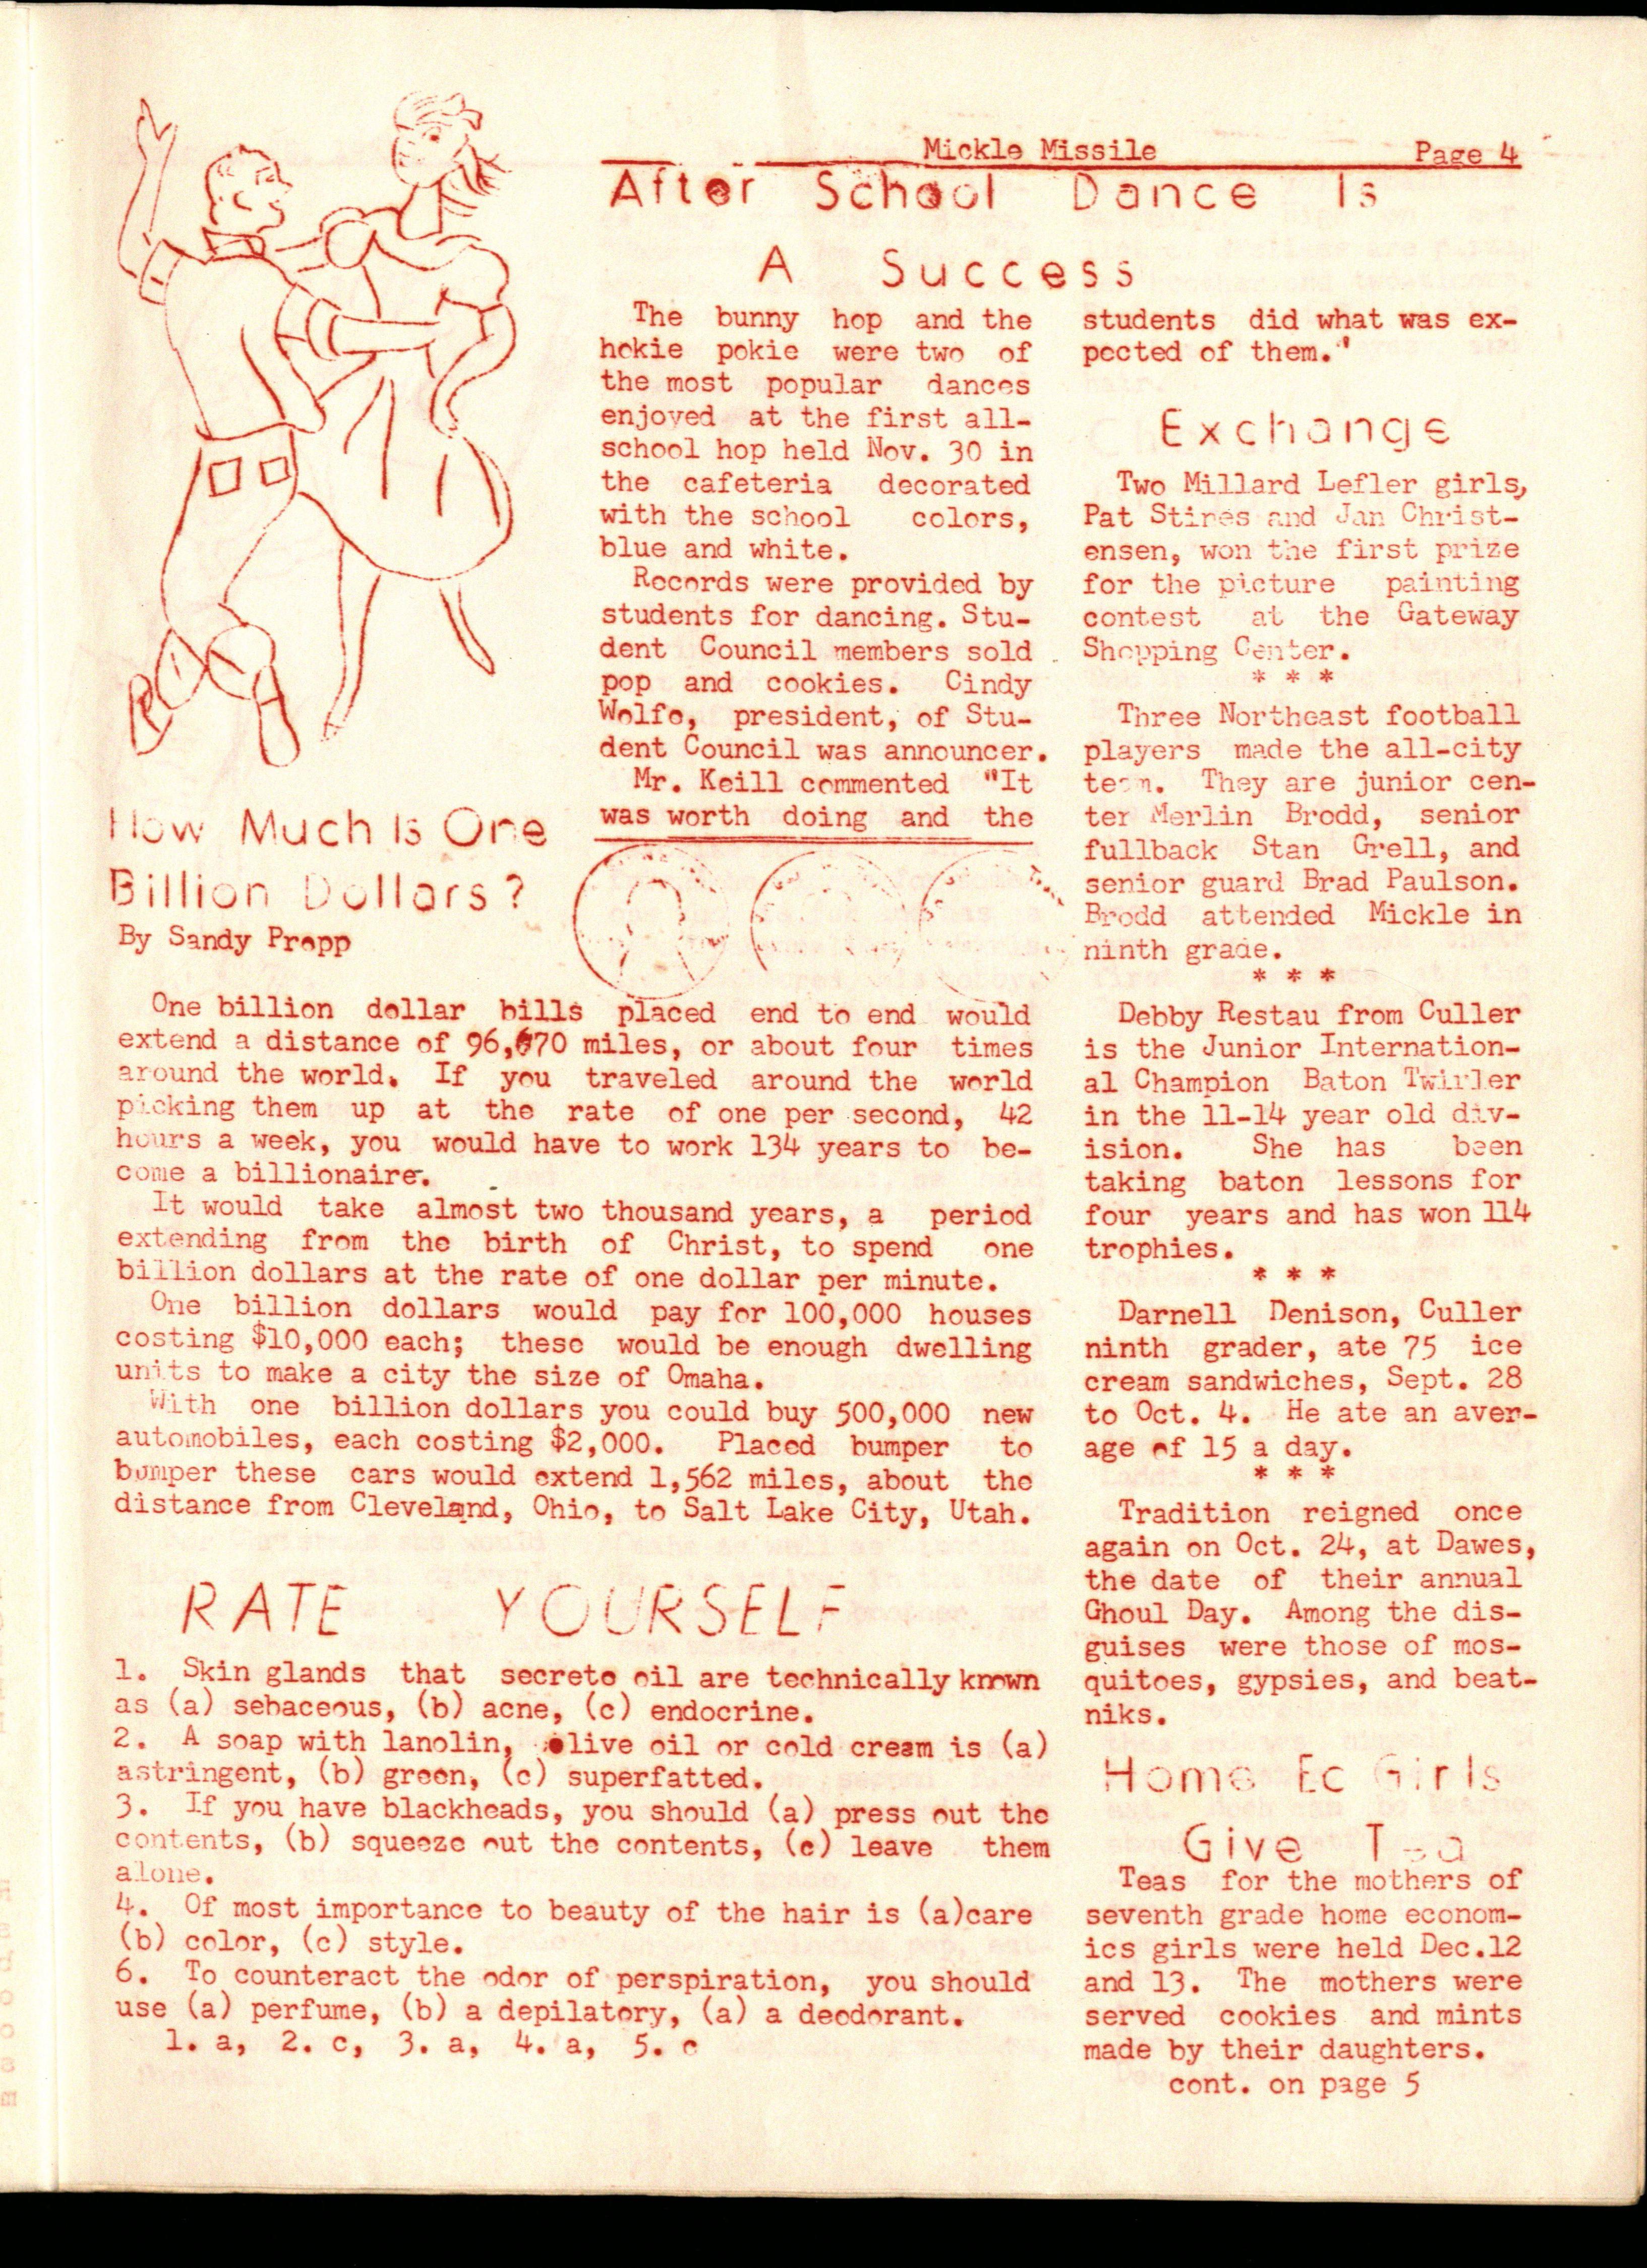 Mickle Missile Page 4
After School Dance Is
A Success
The bunny hop and the
hokie pokie were two of
the most popular dances
enjoyed at the first all-
school hop held Nov. 30 in
the cafeteria decorated
with the school colors,
blue and white.
Records were provided by
students for dancing. Stu-
dent Council members sold
pop and cookies. Cindy
Wolfe, president, of Stu-
dent Council was announcer.
Mr. Keill commented "It
was worth doing and the
students did what was ex-
pected of them."
How Much Is One
Billion Dollars?
By Sandy Propp
One billion dollar bills placed end to end would
extend a distance of 96,670 miles, or about four times
around the world. If you traveled around the world
picking them up at the rate of one per second, 42
hours a week, you would have to work 134 years to be-
come a billionaire.
It would take almost two thousand years, a period
extending from the birth of Christ, to spend one
billion dollars at the rate of one dollar per minute.
One billion dollars would pay for 100,000 houses
costing $10,000 each; these would be enough dwelling
units to make a city the size of Omaha.
With one billion dollars you could buy 500,000 new
automobiles, each costing $2,000. Placed bumper to
bumper these cars would extend 1,562 miles, about the
distance from Cleveland, Ohio, to Salt Lake City, Utah.
RATE YOURSELF
1. Skin glands that secrete oil are technically known
as (a) sebaceous, (b) acne, (c) endocrine.
2. A soap with lanolin, olive oil or cold cream is (a)
astringent, (b) green, (c) superfatted.
3. If you have blackheads, you should (a) press out the
contents, (b) squeeze out the contents, (c) leave them
alone.
4. Of most importance to beauty of the hair is (a)care
(b) color, (c) style.
6. To counteract the odor of perspiration, you should
use (a) perfume, (b) a depilatory, (a) a deodorant.
1. a, 2. c, 3. a, 4. a, 5. c
Exchange
Two Millard Lefler girls,
Pat Stires and Jan Christ-
ensen, won the first prize
for the picture painting
contest at the Gateway
Shopping Center.
* * *
Three Northeast football
players made the all-city
team. They are junior cen-
ter Merlin Brodd, senior
fullback Stan Grell, and
senior guard Brad Paulson.
Brodd attended Mickle in
ninth grade.
* * *
Debby Restau from Culler
is the Junior Internation-
al Champion Baton Twirler
in the 11-14 year old div-
ision. She has been
taking baton lessons for
four years and has won 114
trophies.
* * *
Darnell Denison, Culler
ninth grader, ate 75 ice
cream sandwiches, Sept. 28
to Oct. 4. He ate an aver-
age of 15 a day.
* * *
Tradition reigned once
again on Oct. 24, at Dawes,
the date of their annual
Ghoul Day. Among the dis-
guises were those of mos-
quitoes, gypsies, and beat-
niks.
Home Ec Girls
Give Tea
Teas for the mothers of
seventh grade home econom-
ics girls were held Dec.12
and 13. The mothers were
served cookies and mints
made by their daughters.
cont. on page 5